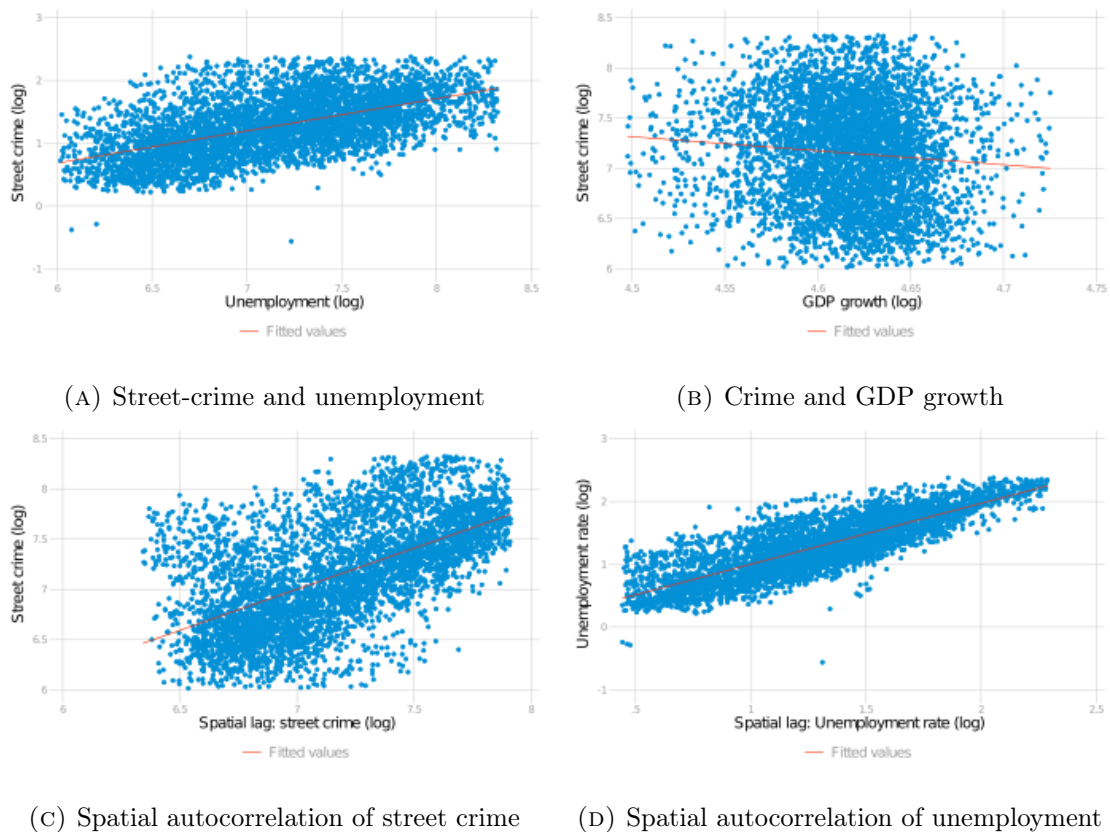 3
2
1
0
-1
Street crime (log)
6
6.5
7
7.5
8
8.5
Unemployment (log)
Fitted values
(A) Street-crime and unemployment
8.5
8
7.5
7
6.5
6
Street crime (log)
4.5
4.55
4.6
4.65
4.7
4.75
GDP growth (log)
Fitted values
(B) Crime and GDP growth
8.5
8
7.5
7
6.5
6
Street crime (log)
6
6.5
7
7.5
8
Spatial lag: street crime (log)
Fitted values
(C) Spatial autocorrelation of street crime
3
2
1
0
-1
Unemployment rate (log)
.5
1
1.5
2
2.5
Spatial lag: Unemployment rate (log)
Fitted values
(D) Spatial autocorrelation of unemployment